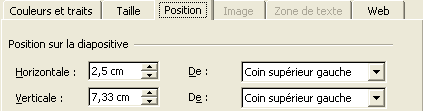 Couleurs et traits Taille Position Image Zone de texte Web
Position sur la diapositive
Horizontale : 2,5 cm De : Coin supérieur gauche
Verticale : 7,33 cm De : Coin supérieur gauche